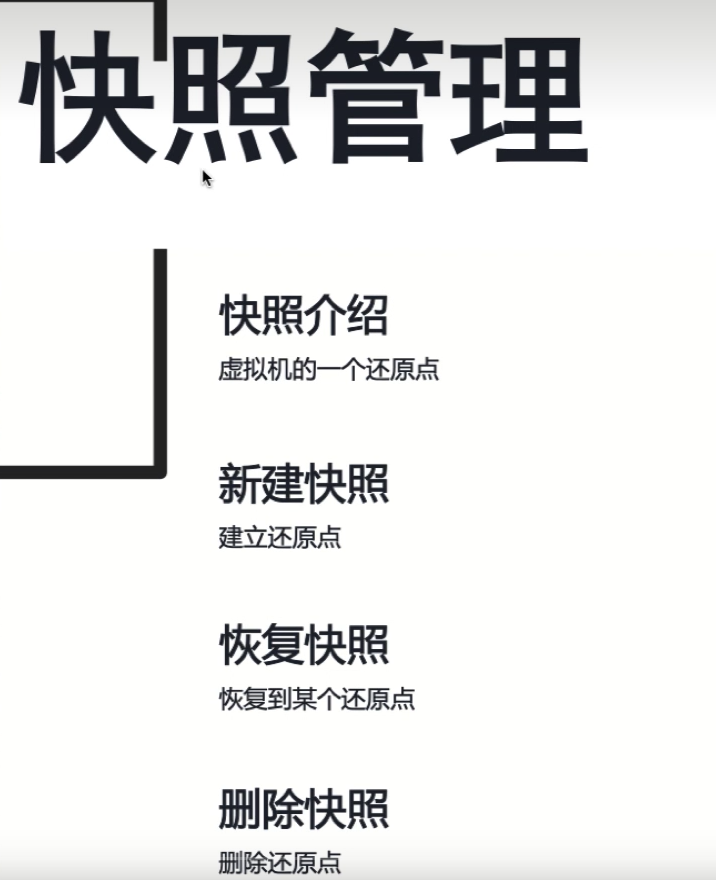 快照管理
快照介绍
虚拟机的一个还原点
新建快照
建立还原点
恢复快照
恢复到某个还原点
删除快照
删除还原点